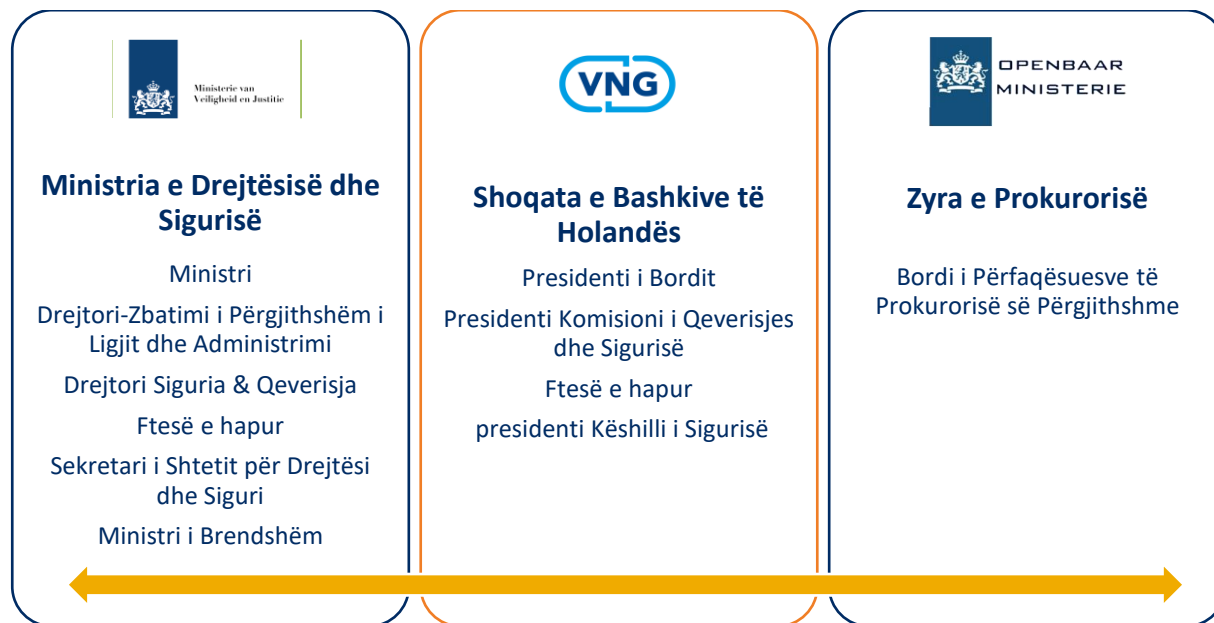 Ministerie van
Veiligheid en Justitie
Ministria e Drejtësisë dhe
Sigurisë
Ministri
Drejtori-Zbatimi i Përgjithshëm i
Ligjit dhe Administrimi
Drejtori Siguria & Qeverisja
Ftesë e hapur
Sekretari i Shtetit për Drejtësi
dhe Siguri
Ministri i Brendshëm
VNG
Shoqata e Bashkive të
Holandës
Presidenti i Bordit
Presidenti Komisioni i Qeverisjes
dhe Sigurisë
Ftesë e hapur
presidenti Këshilli i Sigurisë
OPENBAAR
MINISTERIE
Zyra e Prokurorisë
Bordi i Përfaqësuesve të
Prokurorisë së Përgjithshme